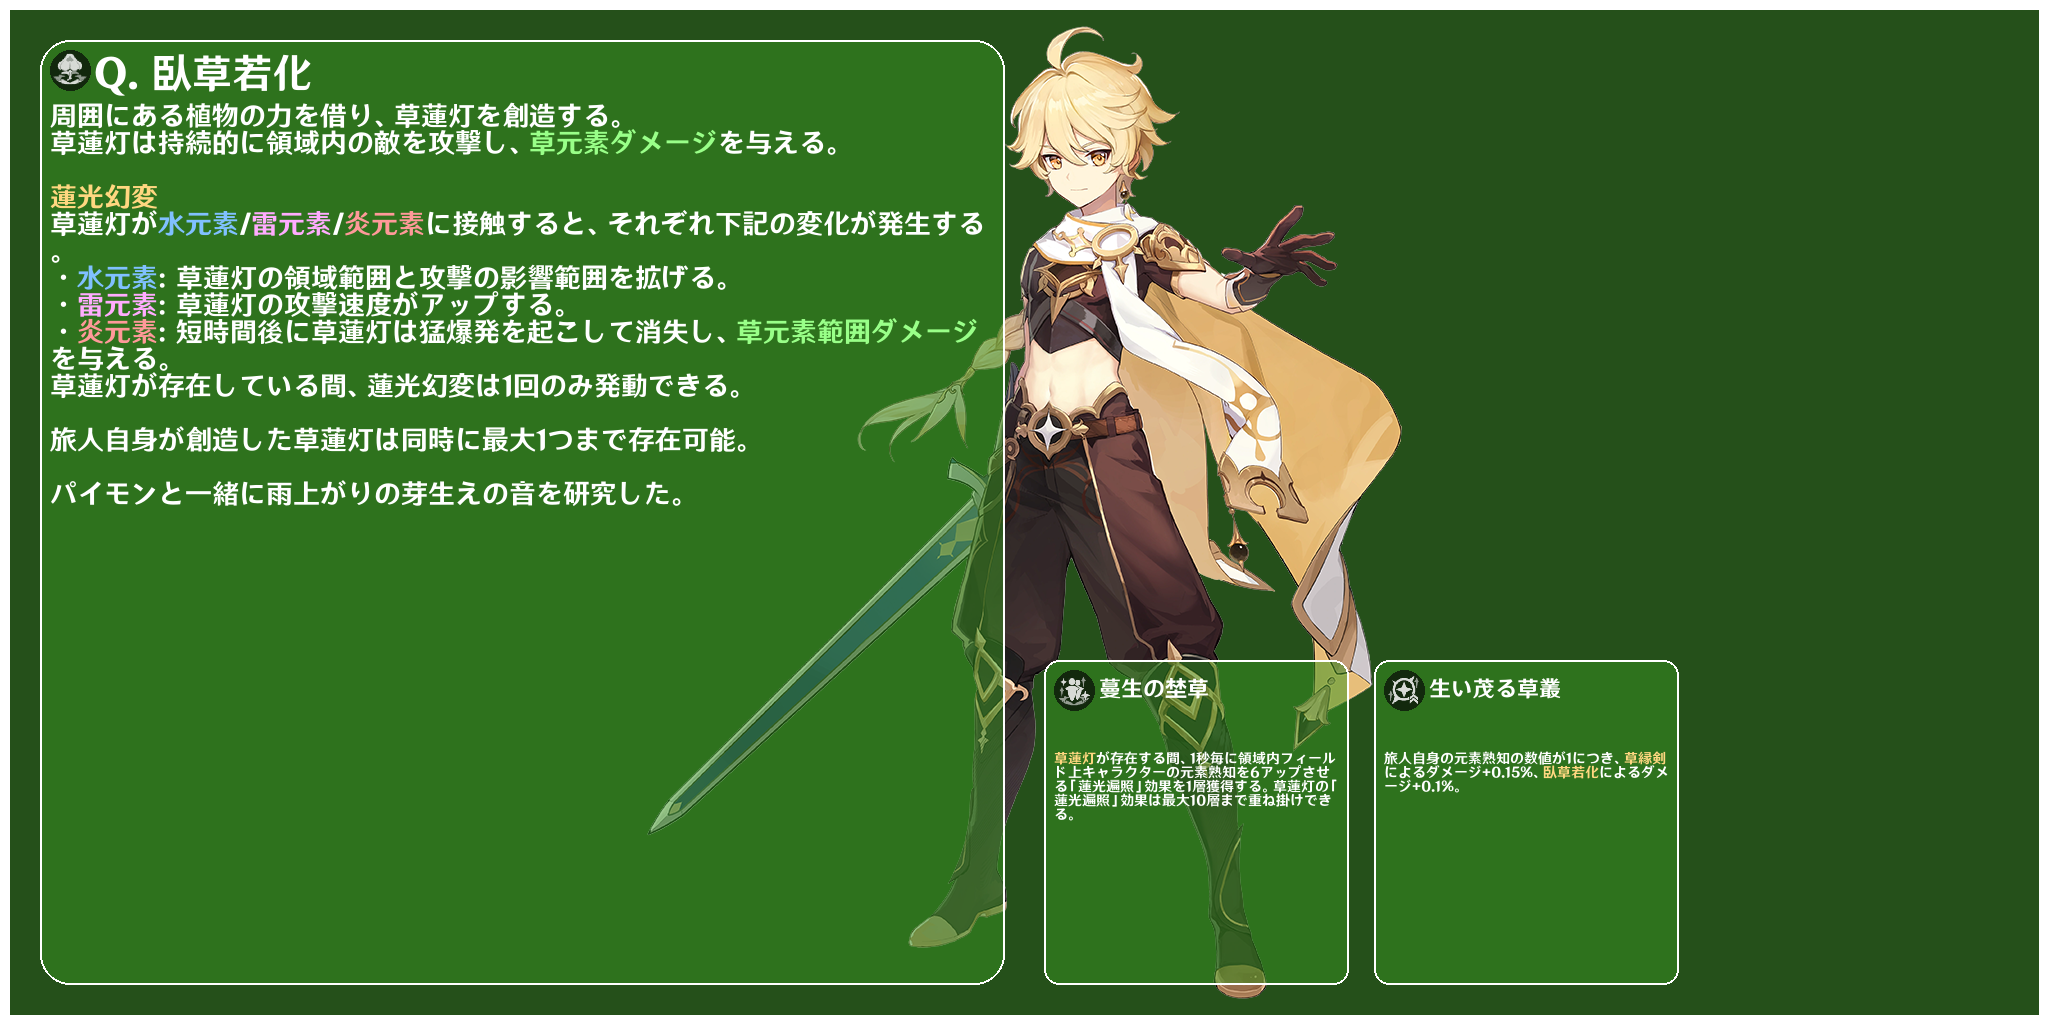 Q. 臥草若化
周囲にある植物の力を借り、草蓮灯を創造する。
草蓮灯は持続的に領域内の敵を攻撃し、草元素ダメージを与える。
蓮光幻変
草蓮灯が水元素/雷元素/炎元素に接触すると、それぞれ下記の変化が発生する
。
・水元素: 草蓮灯の領域範囲と攻撃の影響範囲を拡げる。
・雷元素: 草蓮灯の攻撃速度がアップする。
・炎元素: 短時間後に草蓮灯は猛爆発を起こして消失し、草元素範囲ダメージ
を与える。
草蓮灯が存在している間、蓮光幻変は1回のみ発動できる。
旅人自身が創造した草蓮灯は同時に最大1つまで存在可能。
パイモンと一緒に雨上がりの芽生えの音を研究した。
蔓生の埜草
草蓮灯が存在する間、1秒毎に領域内フィール
ド上キャラクターの元素熟知を6アップさせ
る「蓮光遍照」効果を1層獲得する。草蓮灯の「
蓮光遍照」効果は最大10層まで重ね掛けでき
る。
生い茂る草叢
旅人自身の元素熟知の数値が1につき、草縁剣
によるダメージ+0.15%、臥草若化によるダメ
ージ+0.1%。